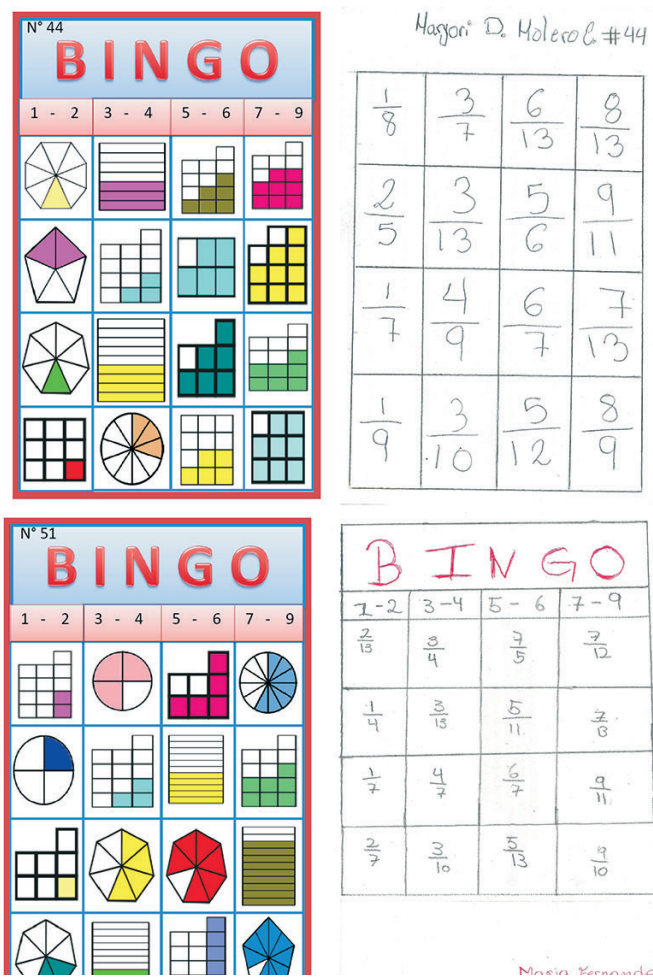 N° 44
BINGO
1 - 2 3 - 4 5 - 6 7 - 9
Marjori D. Molero C. #44
1/8 3/7 6/13 8/13
2/5 3/13 5/6 9/11
1/7 4/9 6/7 7/13
1/9 3/10 5/12 8/9
N° 51
BINGO
1 - 2 3 - 4 5 - 6 7 - 9
BINGO
1-2 3-4 5-6 7-9
2/13 3/4 7/5 7/12
1/4 3/13 5/11 7/13
1/7 4/7 6/7 9/11
2/7 3/10 5/13 9/10
Maria Fernanda